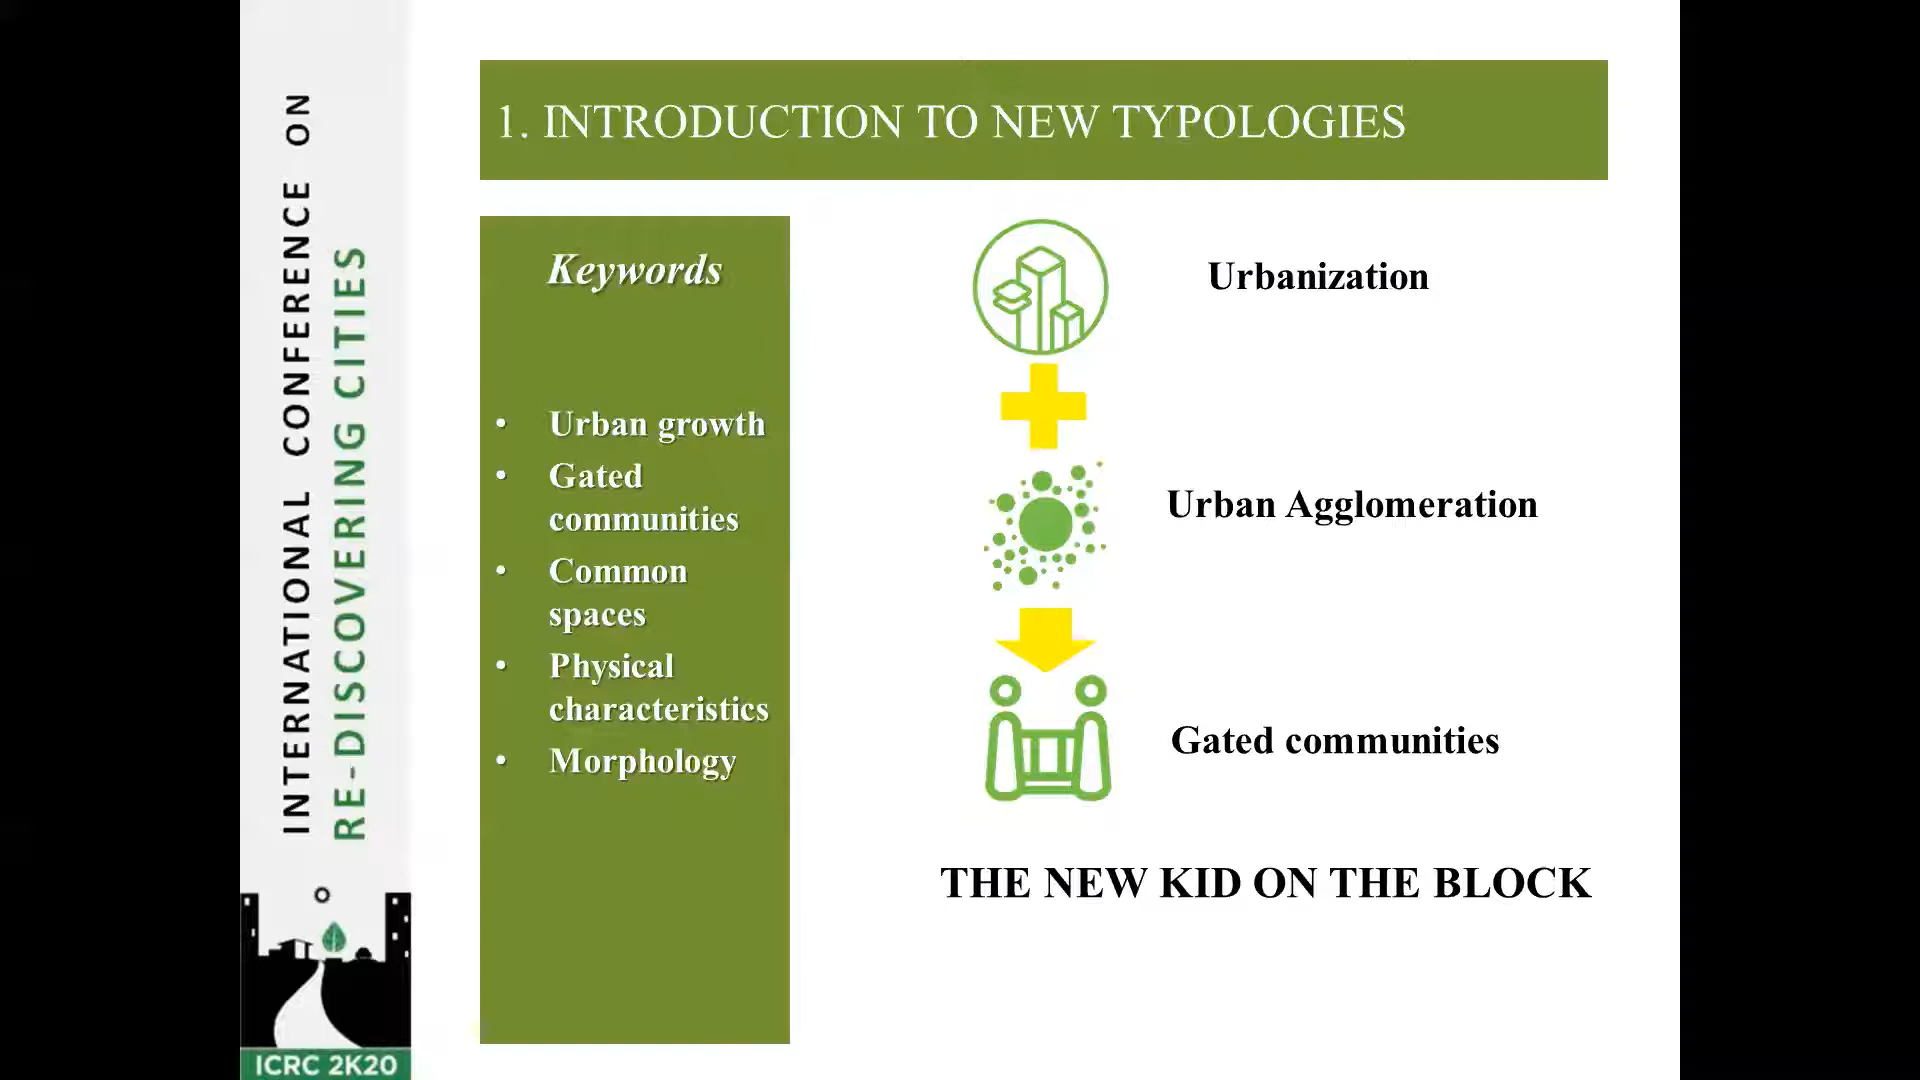 INTERNATIONAL CONFERENCE ON
RE-DISCOVERING CITIES
ICRC 2K20
1. INTRODUCTION TO NEW TYPOLOGIES
Keywords
• Urban growth
• Gated
communities
• Common
spaces
• Physical
characteristics
• Morphology
Urbanization
Urban Agglomeration
Gated communities
THE NEW KID ON THE BLOCK